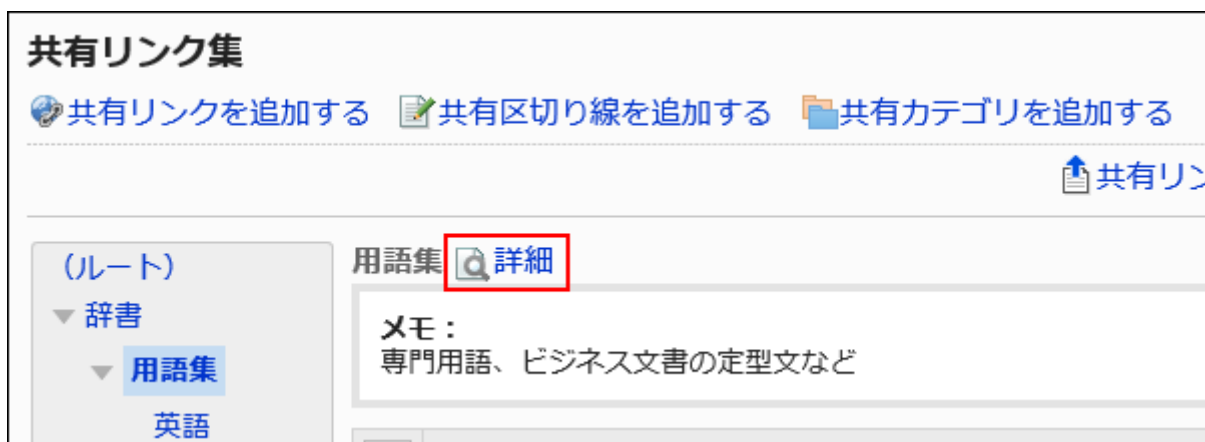 共有リンク集
共有リンクを追加する 共有区切り線を追加する 共有カテゴリを追加する
共有リン
(ルート)
辞書
用語集
英語
用語集 詳細
メモ：
専門用語、ビジネス文書の定型文など